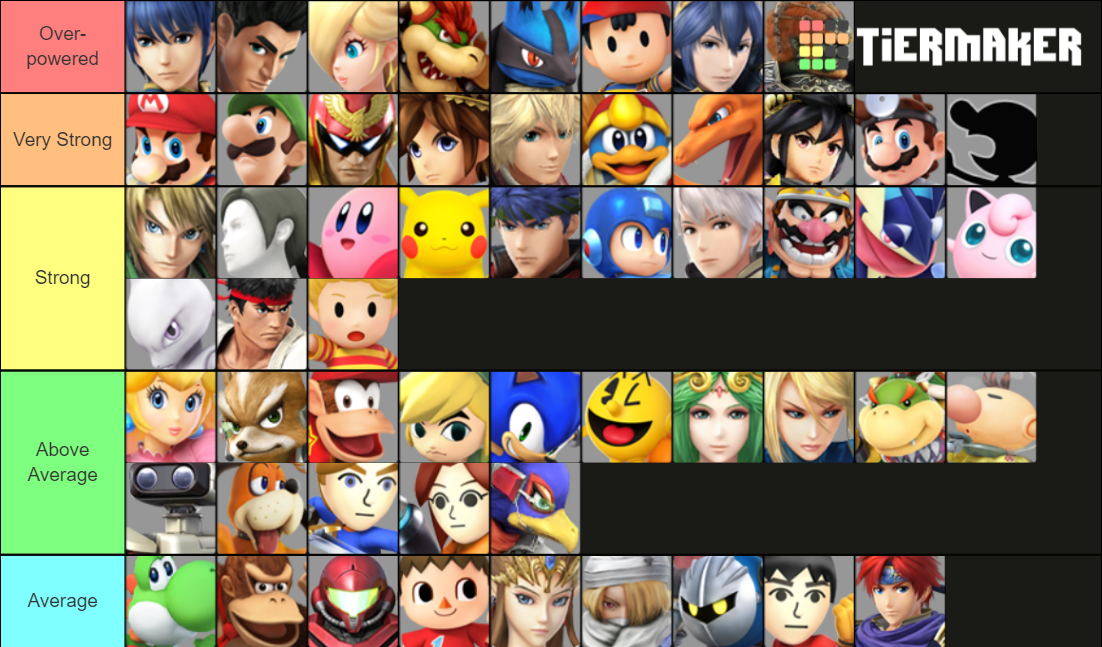 Over-
powered
TiERMAKER
Very Strong
Strong
Above
Average
Average